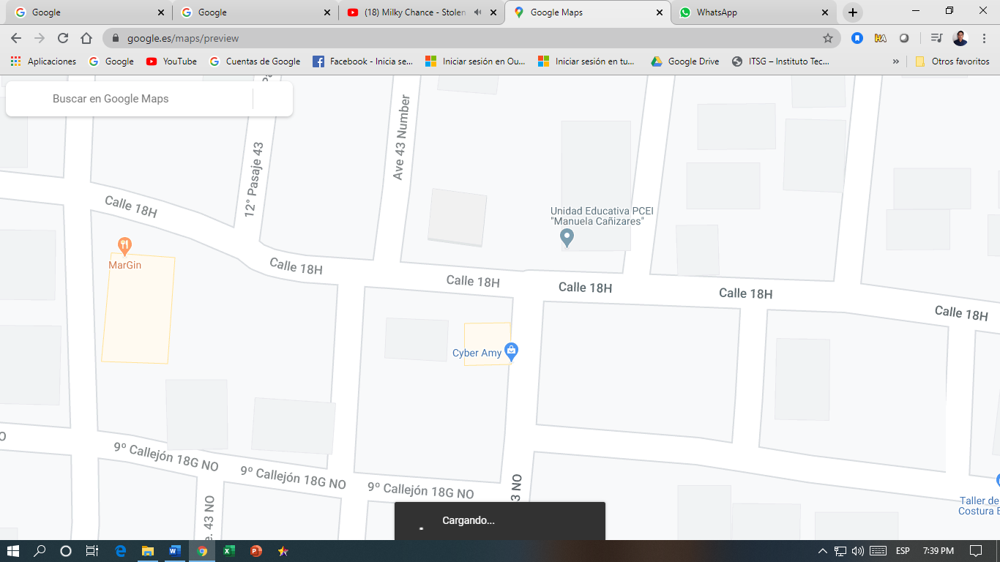 Google
Google
(18) Milky Chance - Stolen
Google Maps
WhatsApp
google.es/maps/preview
HA
Aplicaciones
Google
YouTube
Cuentas de Google
Facebook - Inicia se...
Iniciar sesión en Ou...
Iniciar sesión en tu...
Google Drive
ITSG – Instituto Tec...
»
Otros favoritos
Buscar en Google Maps
12° Pasaje 43
Ave 43 Number
Calle 18H
Unidad Educativa PCEI
"Manuela Cañizares"
MarGin
Calle 18H
Calle 18H
Calle 18H
Calle 18H
Calle 18H
Cyber Amy
9º Callejón 18G NO
9º Callejón 18G NO
9º Callejón 18G NO
3 NO
e. 43 NO
Taller de
Costura E
Cargando...
ESP
7:39 PM